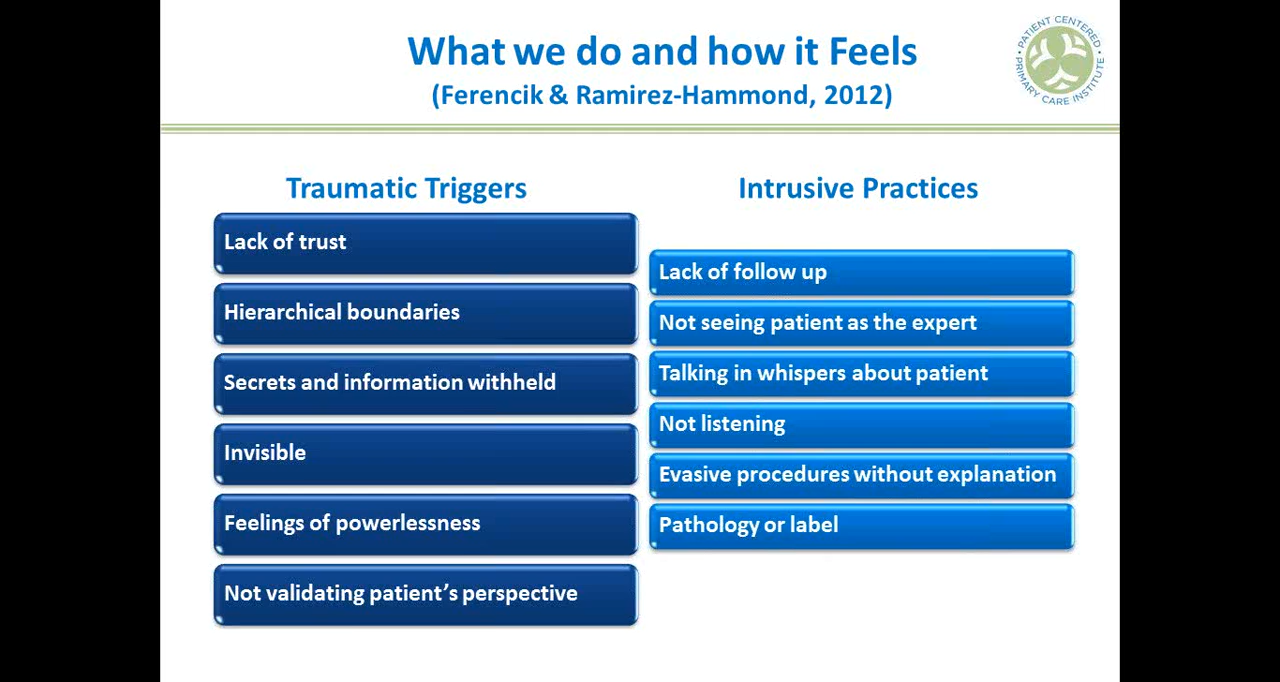 What we do and how it Feels
(Ferencik & Ramirez-Hammond, 2012)
PATIENT CENTERED
PRIMARY CARE INSTITUTE
Traumatic Triggers
Lack of trust
Hierarchical boundaries
Secrets and information withheld
Invisible
Feelings of powerlessness
Not validating patient’s perspective
Intrusive Practices
Lack of follow up
Not seeing patient as the expert
Talking in whispers about patient
Not listening
Evasive procedures without explanation
Pathology or label